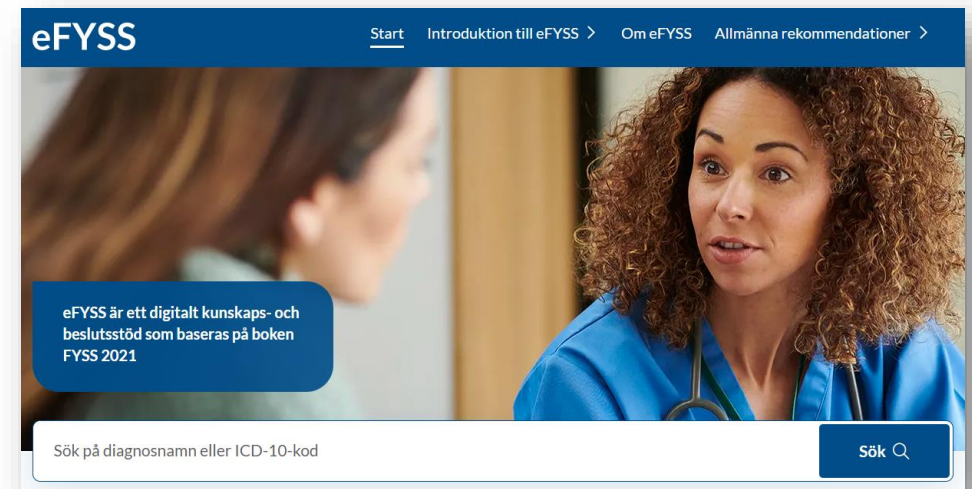 eFYSS
Start Introduktion till eFYSS > Om eFYSS Allmänna rekommendationer >
eFYSS är ett digitalt kunskaps- och
beslutsstöd som baseras på boken
FYSS 2021
Sök på diagnosnamn eller ICD-10-kod
Sök